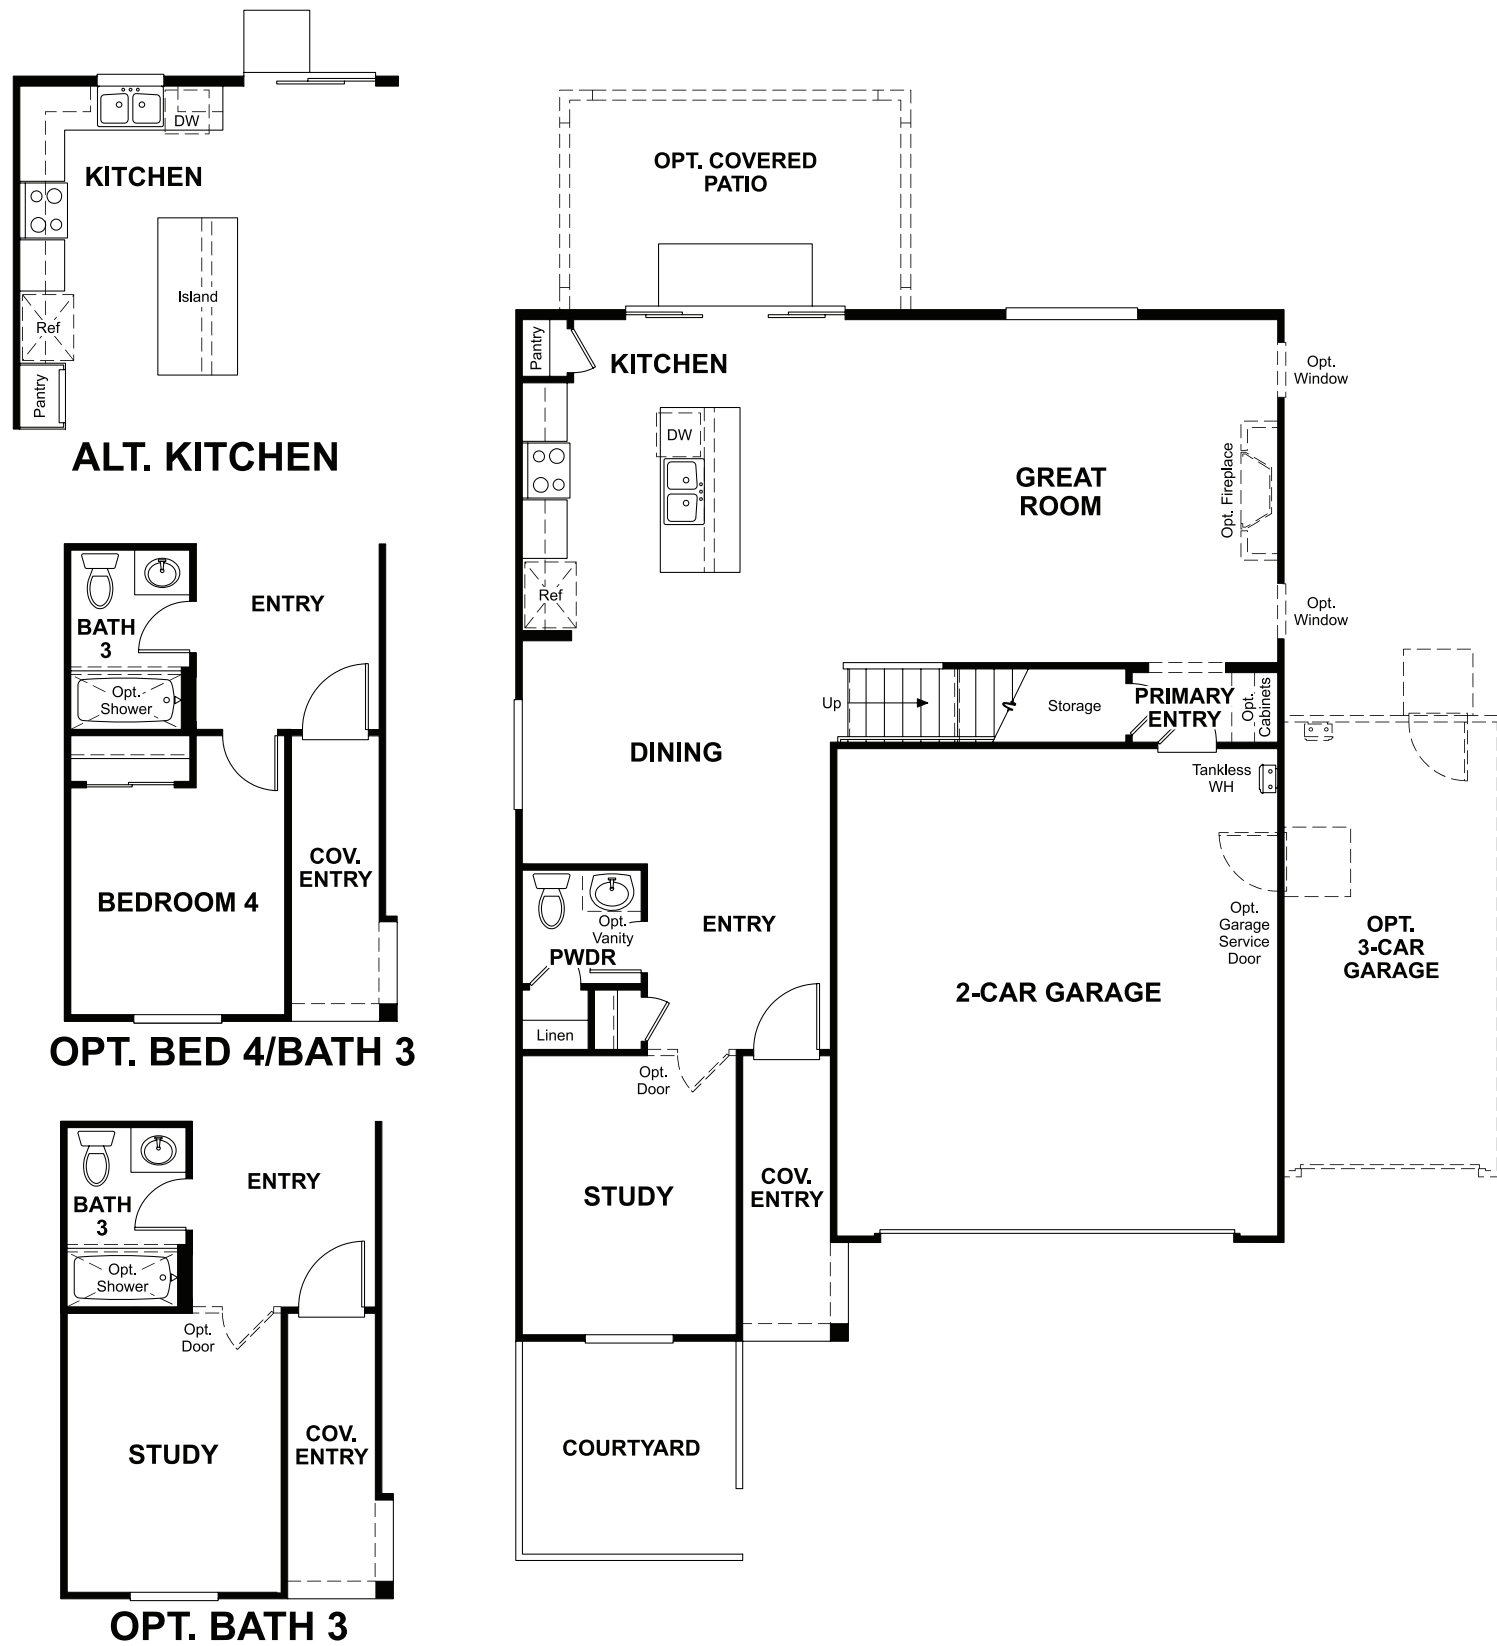 DW
KITCHEN
Island
Ref
Pantry
ALT. KITCHEN
ENTRY
BATH
3
Opt.
Shower
COV.
ENTRY
BEDROOM 4
OPT. BED 4/BATH 3
ENTRY
BATH
3
Opt.
Shower
Opt.
Door
COV.
ENTRY
STUDY
OPT. BATH 3
OPT. COVERED
PATIO
Pantry
KITCHEN
DW
Ref
GREAT
ROOM
Opt. Fireplace
Opt.
Window
Opt.
Window
Up
Storage
PRIMARY
ENTRY
Opt.
Cabinets
DINING
Tankless
WH
Opt.
Vanity
PWDR
ENTRY
Linen
Opt.
Garage
Service
Door
OPT.
3-CAR
GARAGE
2-CAR GARAGE
Opt.
Door
STUDY
COV.
ENTRY
COURTYARD